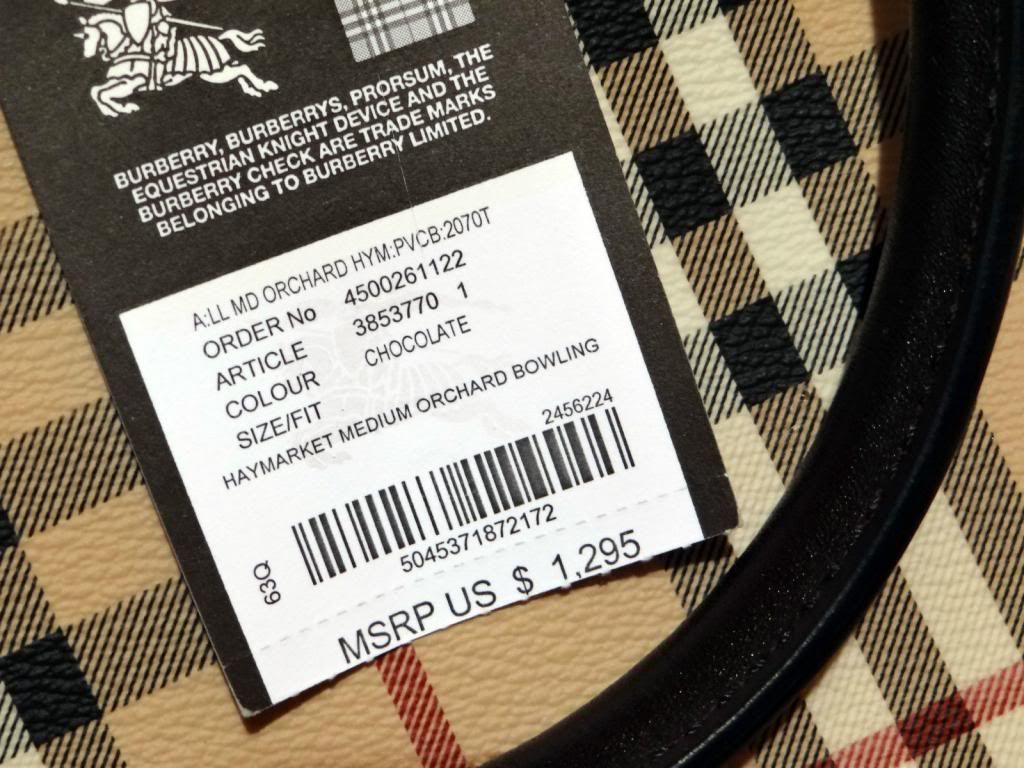 BURBERRY, BURBERRYS, PRORSUM, THE
EQUESTRIAN KNIGHT DEVICE AND THE
BURBERRY CHECK ARE TRADE MARKS
BELONGING TO BURBERRY LIMITED.
A:LL MD ORCHARD HYM:PVCB:2070T
ORDER No 4500261122
ARTICLE 3853770 1
COLOUR CHOCOLATE
SIZE/FIT
HAYMARKET MEDIUM ORCHARD BOWLING
2456224
63Q
5045371872172
MSRP US $ 1,295